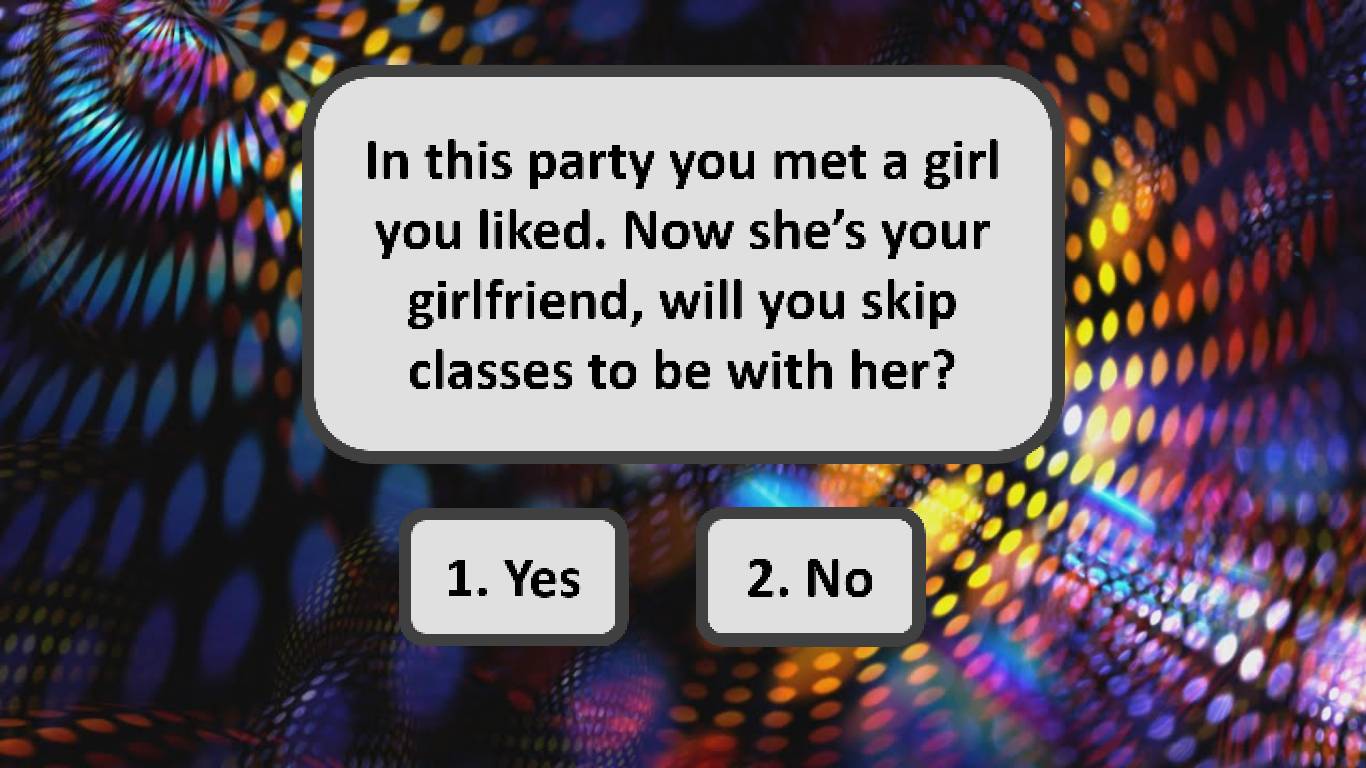 In this party you met a girl
you liked. Now she’s your
girlfriend, will you skip
classes to be with her?
1. Yes
2. No